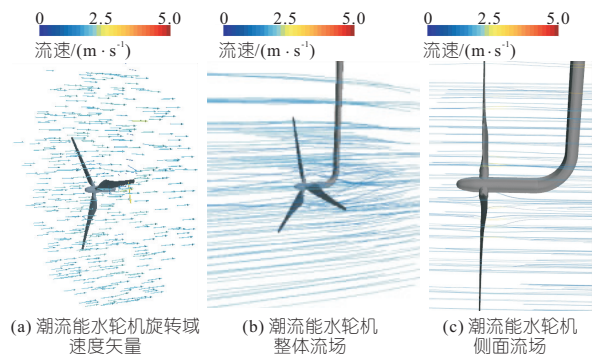 0 2.5 5.0
流速/(m · s⁻¹)
0 2.5 5.0
流速/(m · s⁻¹)
0 2.5 5.0
流速/(m · s⁻¹)
(a) 潮流能水轮机旋转域
速度矢量
(b) 潮流能水轮机
整体流场
(c) 潮流能水轮机
侧面流场